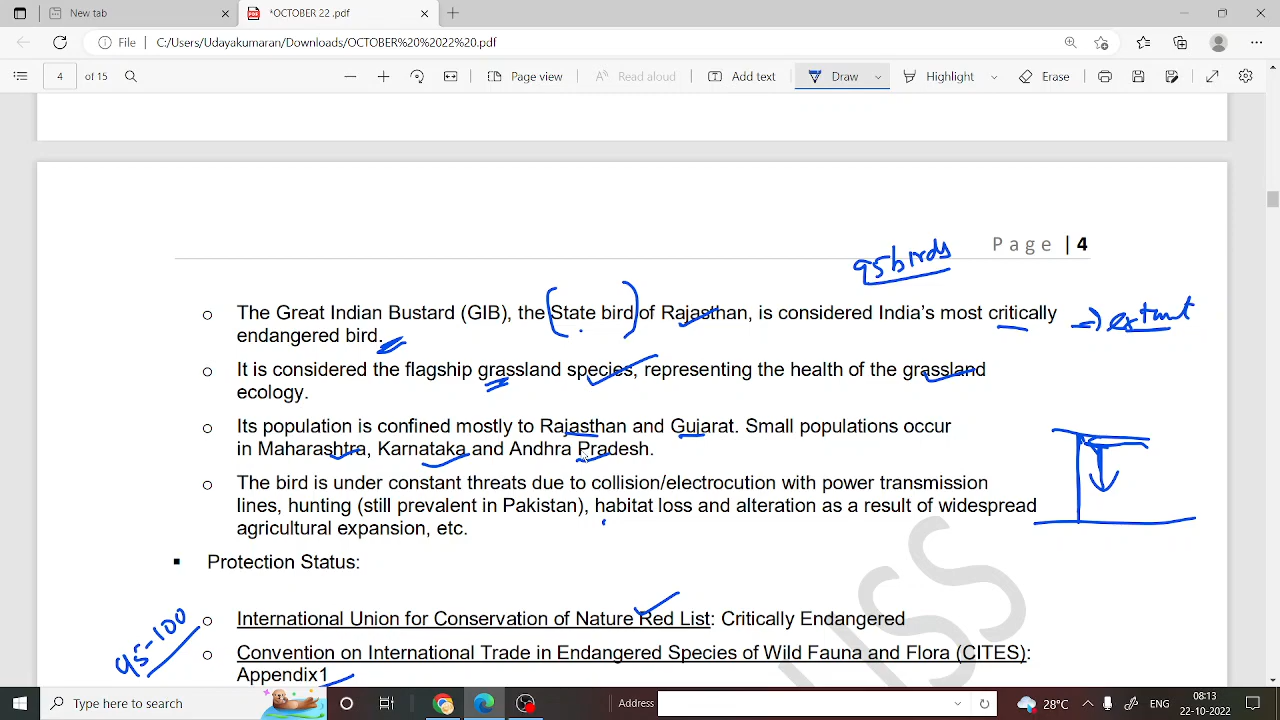 New tab
*OCTOBER 22 .pdf
File
C:/Users/Udayakumaran/Downloads/OCTOBER%20%2022%20.pdf
4 of 15
Page view
Read aloud
Add text
Draw
Highlight
Erase
Page | 4
95 birds
The Great Indian Bustard (GIB), the State bird of Rajasthan, is considered India's most critically
endangered bird.
extant
It is considered the flagship grassland species, representing the health of the grassland
ecology.
Its population is confined mostly to Rajasthan and Gujarat. Small populations occur
in Maharashtra, Karnataka and Andhra Pradesh.
The bird is under constant threats due to collision/electrocution with power transmission
lines, hunting (still prevalent in Pakistan), habitat loss and alteration as a result of widespread
agricultural expansion, etc.
Protection Status:
95-100
International Union for Conservation of Nature Red List: Critically Endangered
Convention on International Trade in Endangered Species of Wild Fauna and Flora (CITES):
Appendix1
Type here to search
Address
28°C
ENG
08:13
22-10-2022